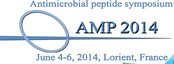 Antimicrobial peptide symposium
AMP 2014
June 4-6, 2014, Lorient, France